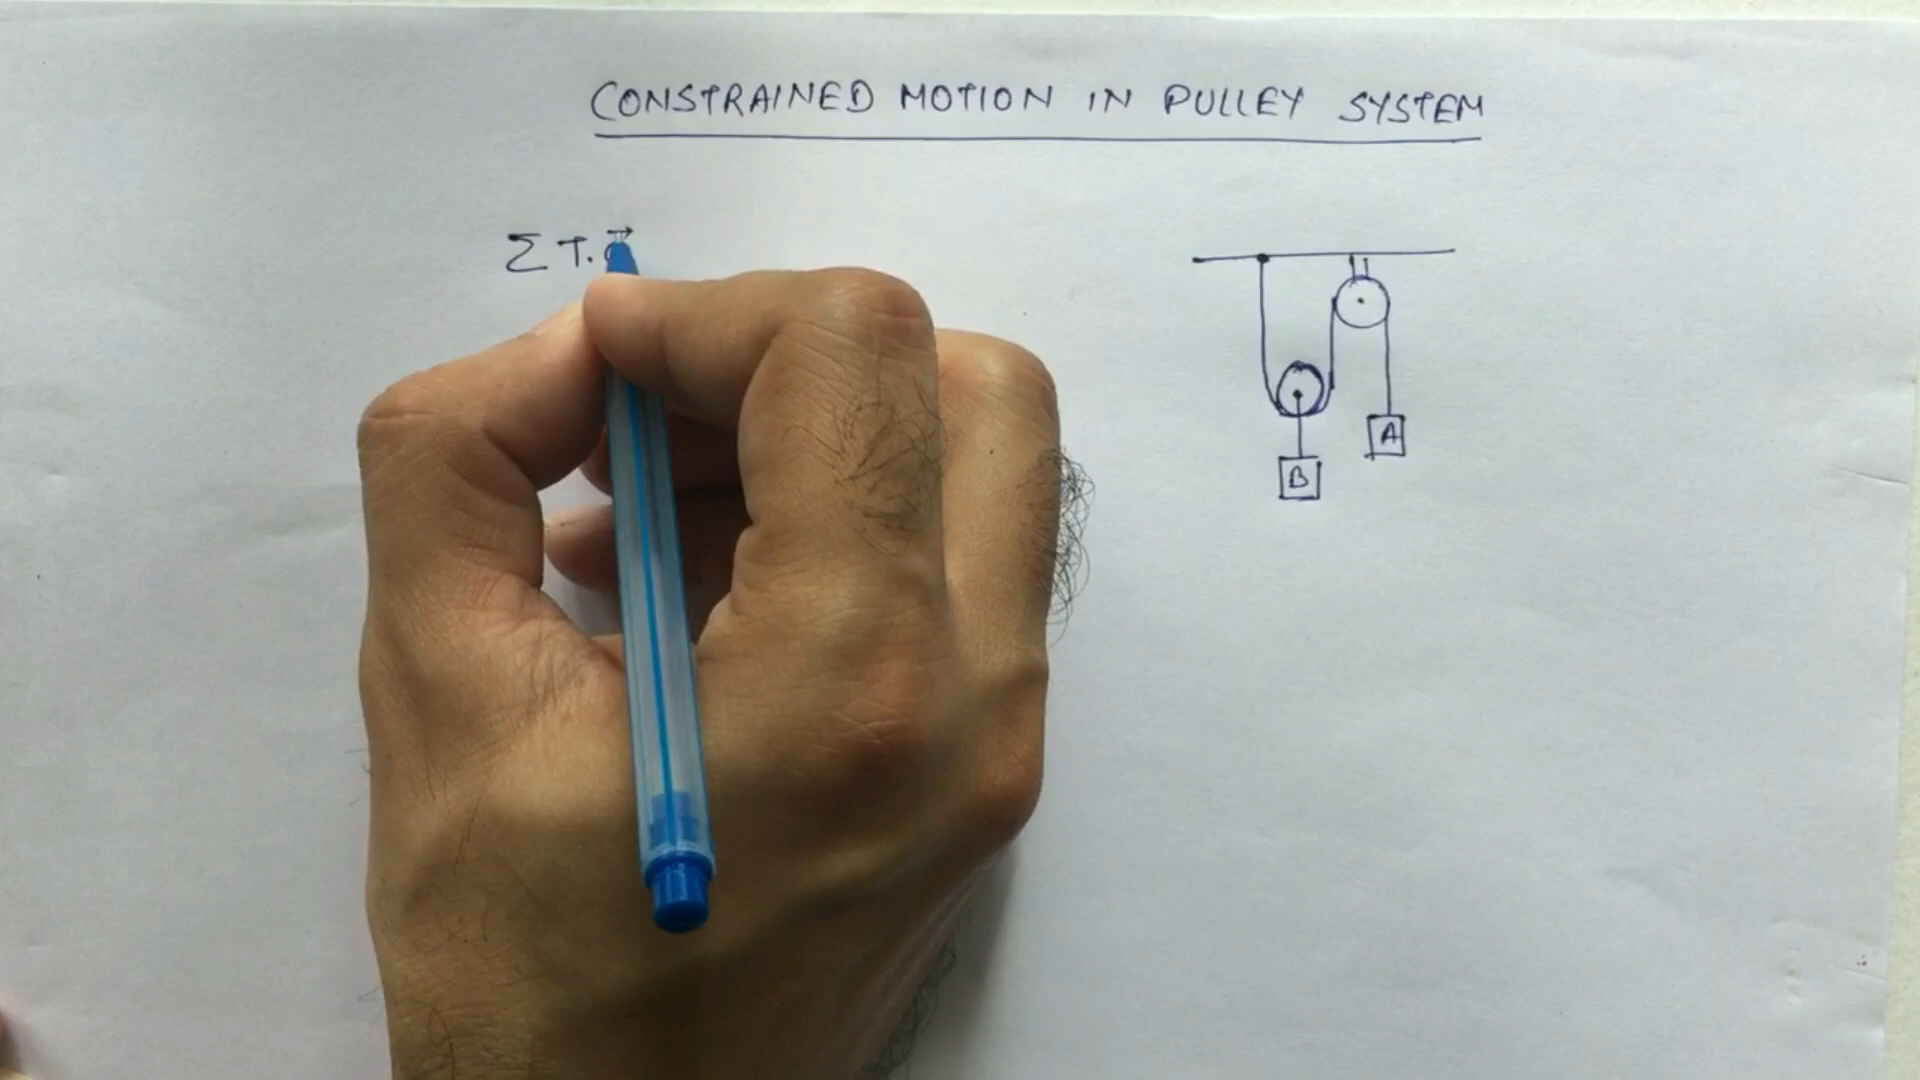 CONSTRAINED MOTION IN PULLEY SYSTEM
Σ T.
A
B